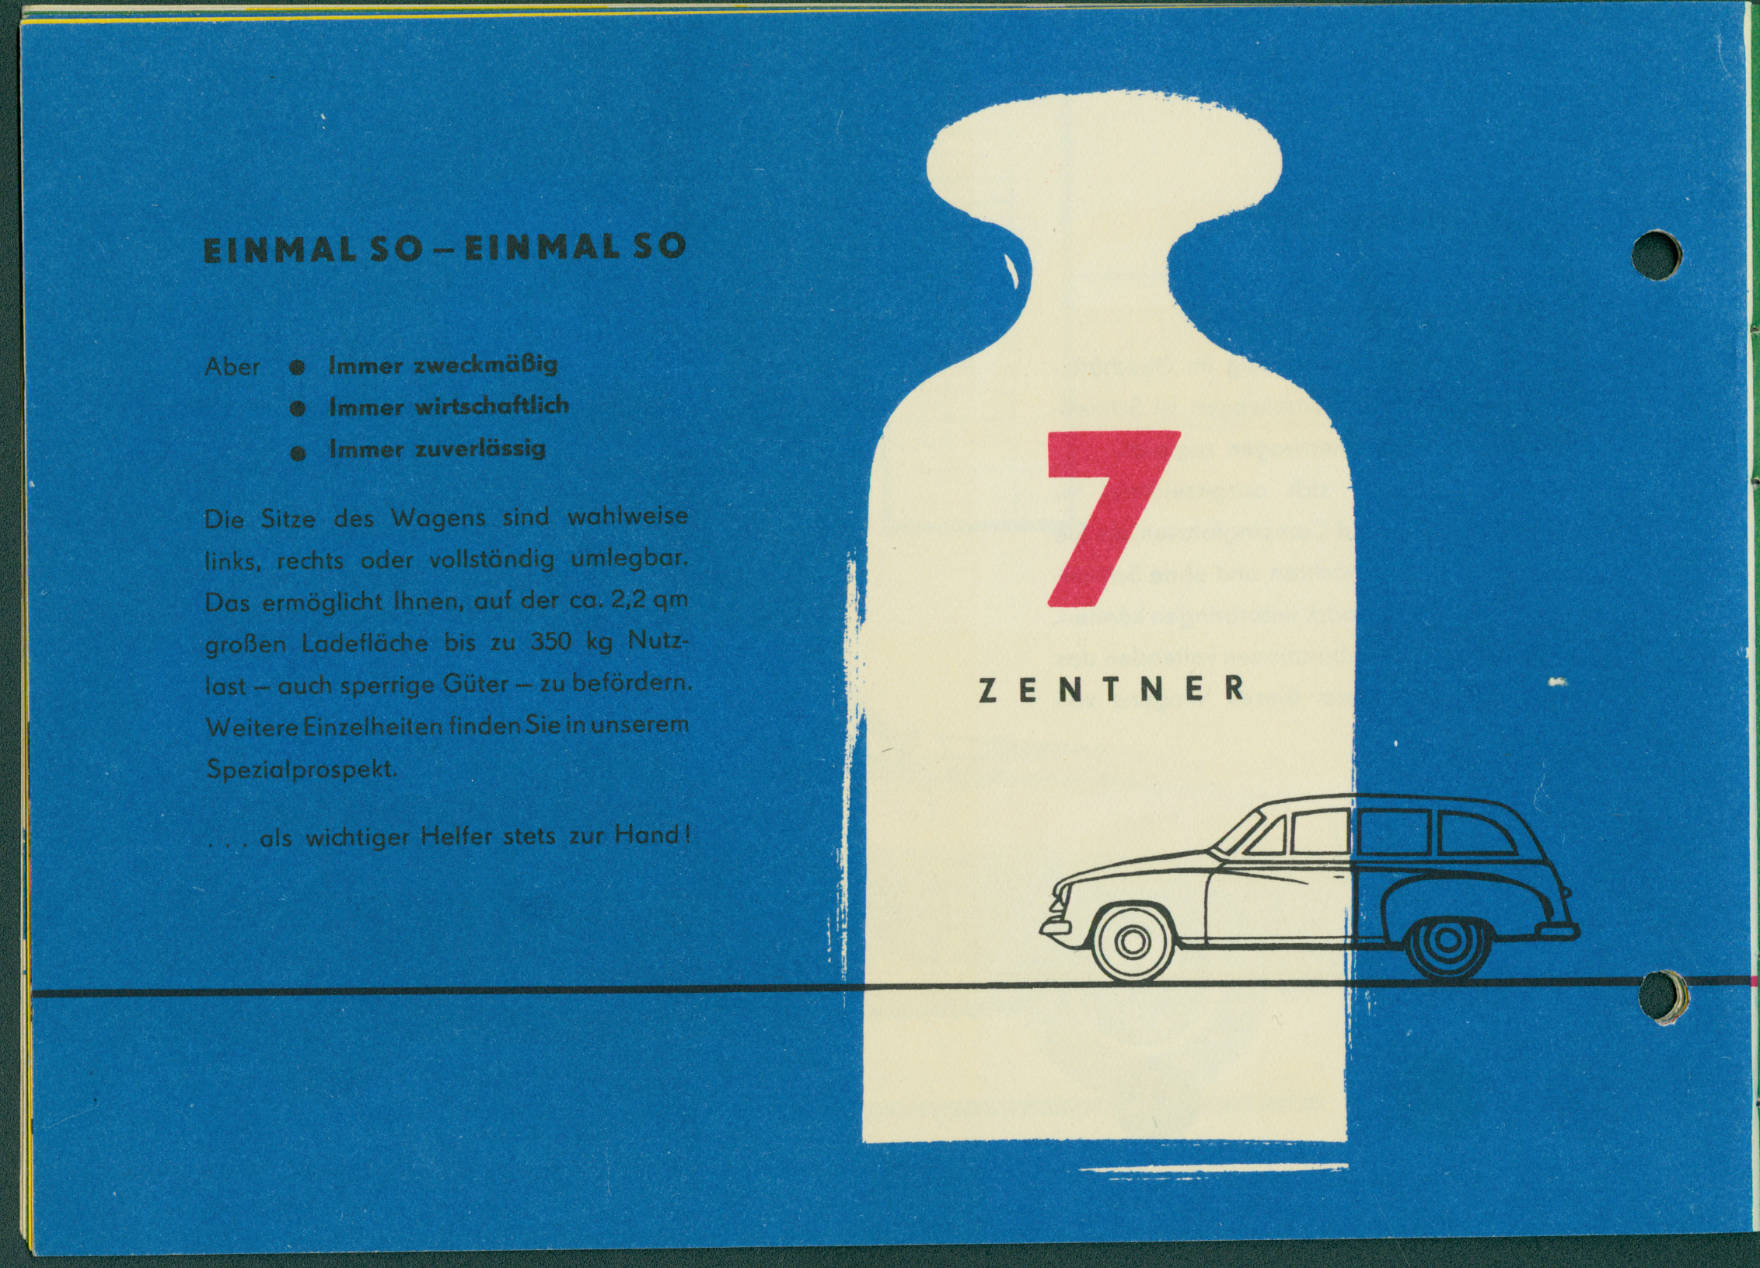 EINMAL SO – EINMAL SO
Aber ● Immer zweckmäßig
● Immer wirtschaftlich
● Immer zuverlässig
Die Sitze des Wagens sind wahlweise
links, rechts oder vollständig umlegbar.
Das ermöglicht Ihnen, auf der ca. 2,2 qm
großen Ladefläche bis zu 350 kg Nutz-
last – auch sperrige Güter – zu befördern.
Weitere Einzelheiten finden Sie in unserem
Spezialprospekt.
. . . als wichtiger Helfer stets zur Hand!
7
ZENTNER